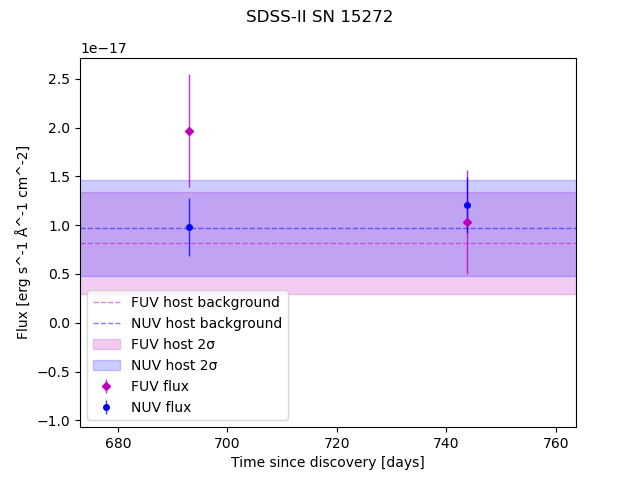 SDSS-II SN 15272
1e−17
2.5
2.0
1.5
1.0
0.5
0.0
−0.5
−1.0
Flux [erg s^-1 Å^-1 cm^-2]
FUV host background
NUV host background
FUV host 2σ
NUV host 2σ
FUV flux
NUV flux
680 700 720 740 760
Time since discovery [days]